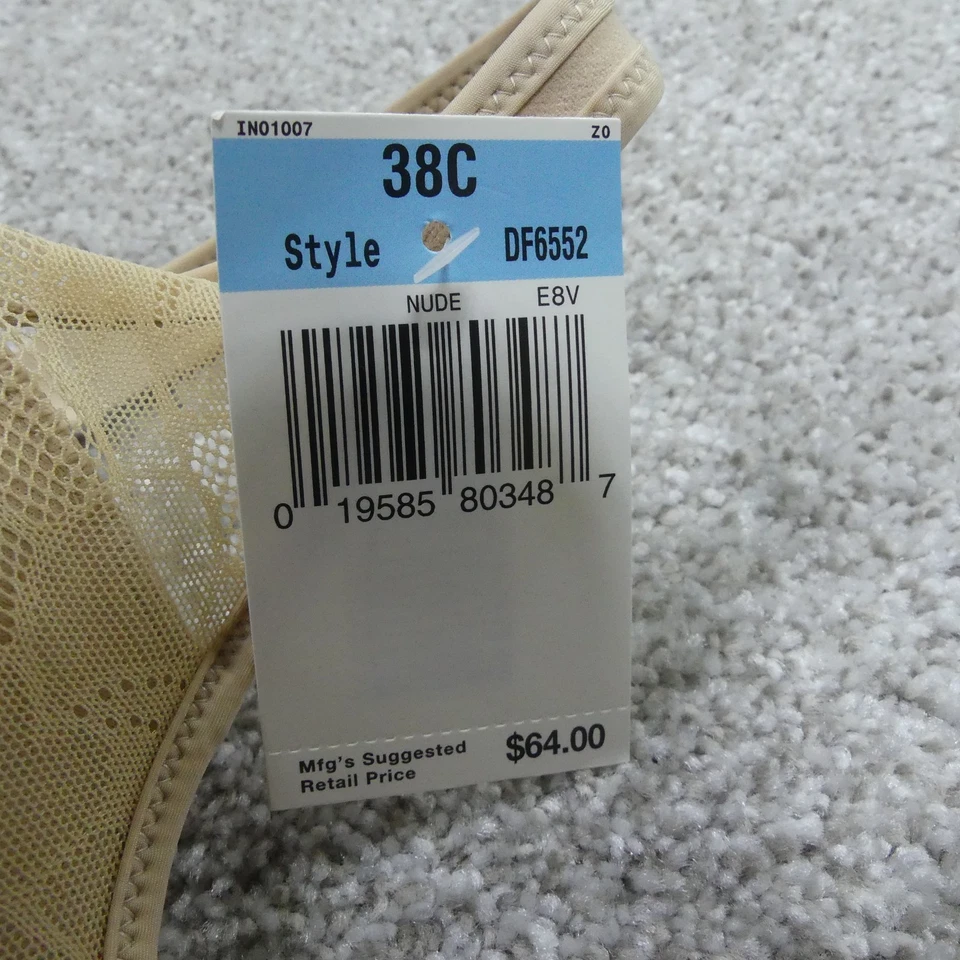 IN01007 Z0
38C
Style DF6552
NUDE E8V
0 19585 80348 7
Mfg's Suggested
Retail Price $64.00